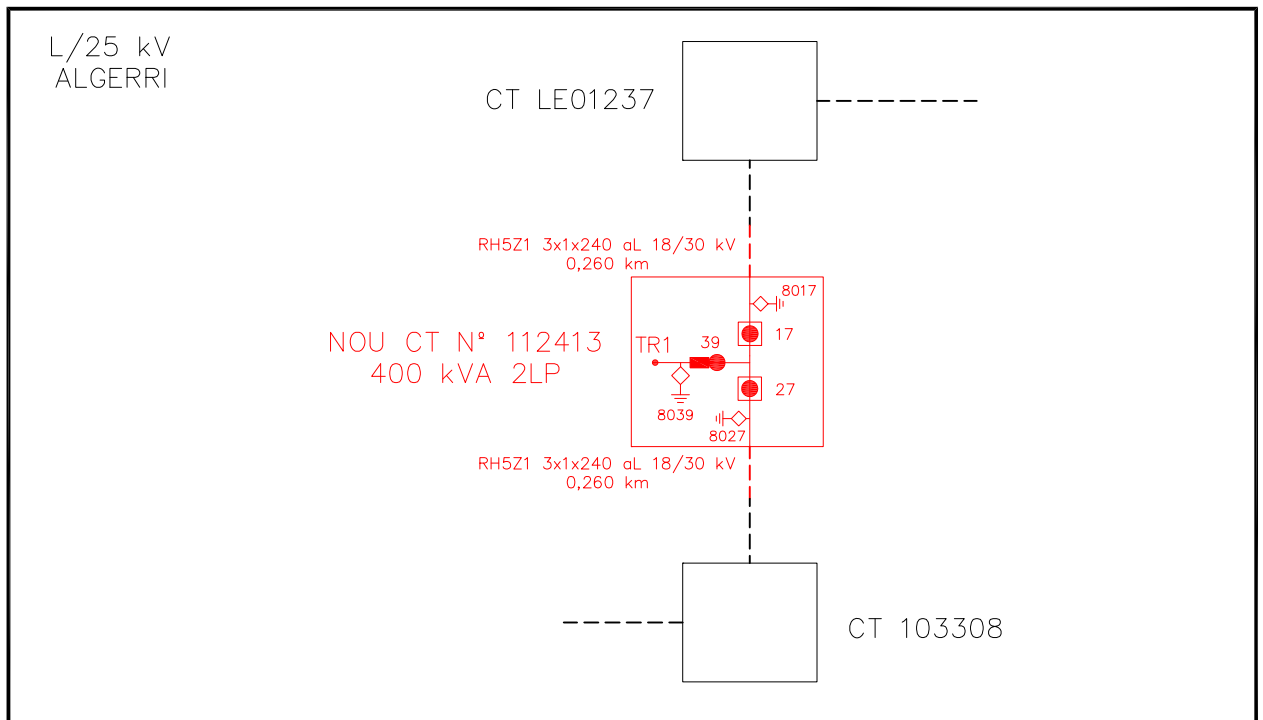 L/25 kV
ALGERRI
CT LE01237
RH5Z1 3x1x240 aL 18/30 kV
0,260 km
8017
17
NOU CT Nº 112413
400 kVA 2LP
TR1
39
27
8039
8027
RH5Z1 3x1x240 aL 18/30 kV
0,260 km
CT 103308